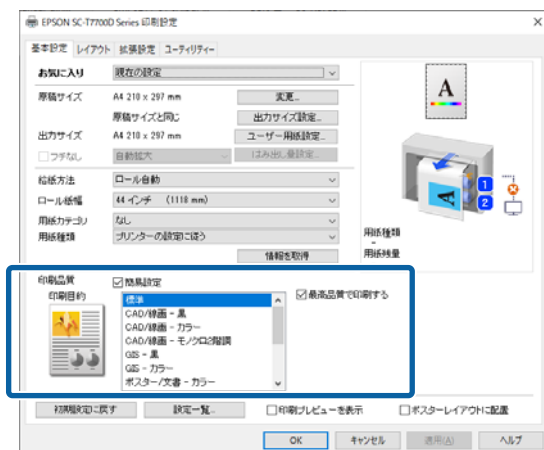 EPSON SC-T7700D Series 印刷設定
基本設定 レイアウト 拡張設定 ユーティリティー
お気に入り 現在の設定
原稿サイズ A4 210 x 297 mm 変更...
原稿サイズと同じ 出力サイズ設定...
出力サイズ A4 210 x 297 mm ユーザー用紙設定...
フチなし 自動拡大 はみ出し量設定...
給紙方法 ロール自動
ロール紙幅 44 インチ (1118 mm)
用紙カテゴリ なし
用紙種類 プリンターの設定に従う
情報を取得
A
1
2
用紙種類
-
用紙残量
印刷品質 簡易設定
印刷目的 標準 最高品質で印刷する
CAD/線画 - 黒
CAD/線画 - カラー
CAD/線画 - モノクロ2階調
GIS - 黒
GIS - カラー
ポスター/文書 - カラー
初期設定に戻す 設定一覧... 印刷プレビューを表示 ポスターレイアウトに配置
OK キャンセル 適用(A) ヘルプ